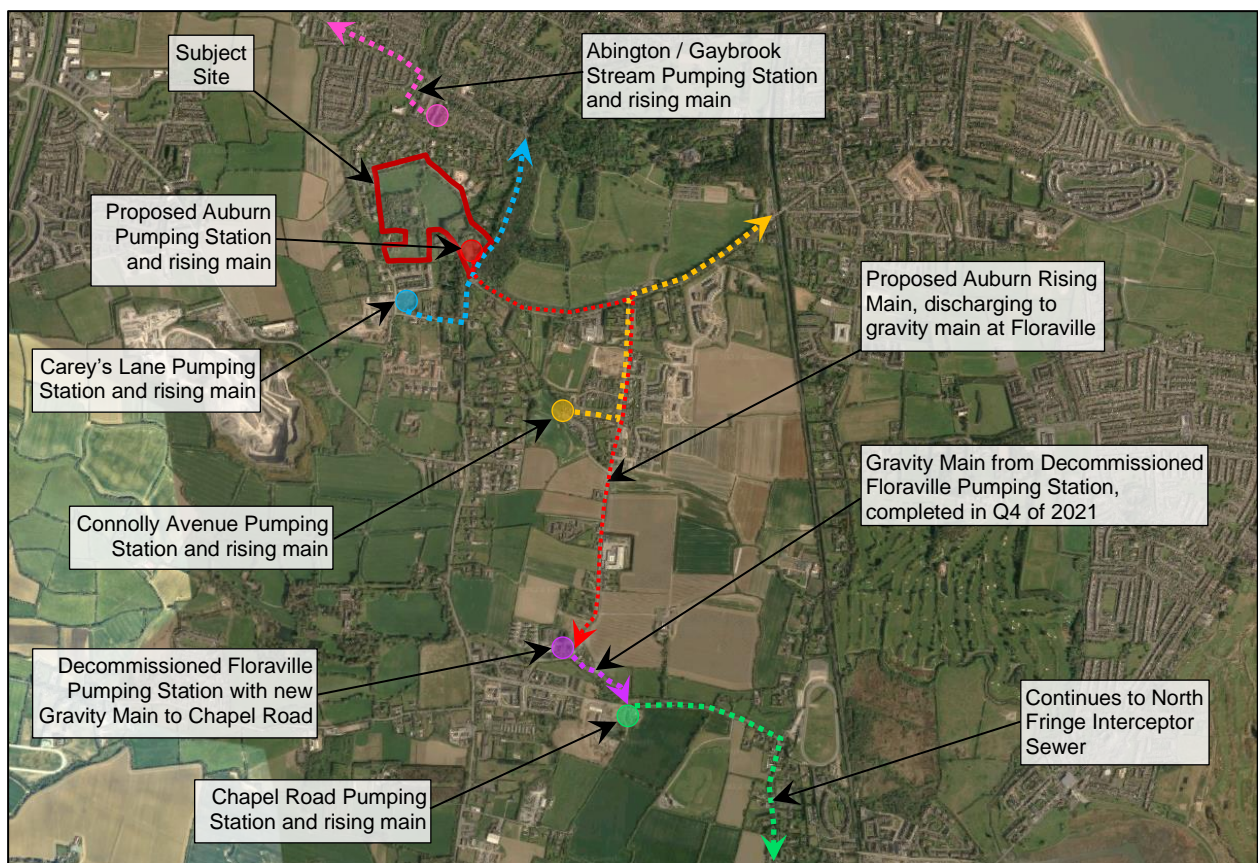 Subject
Site
Abington / Gaybrook
Stream Pumping Station
and rising main
Proposed Auburn
Pumping Station
and rising main
Proposed Auburn Rising
Main, discharging to
gravity main at Floraville
Carey's Lane Pumping
Station and rising main
Gravity Main from Decommissioned
Floraville Pumping Station,
completed in Q4 of 2021
Connolly Avenue Pumping
Station and rising main
Decommissioned Floraville
Pumping Station with new
Gravity Main to Chapel Road
Continues to North
Fringe Interceptor
Sewer
Chapel Road Pumping
Station and rising main